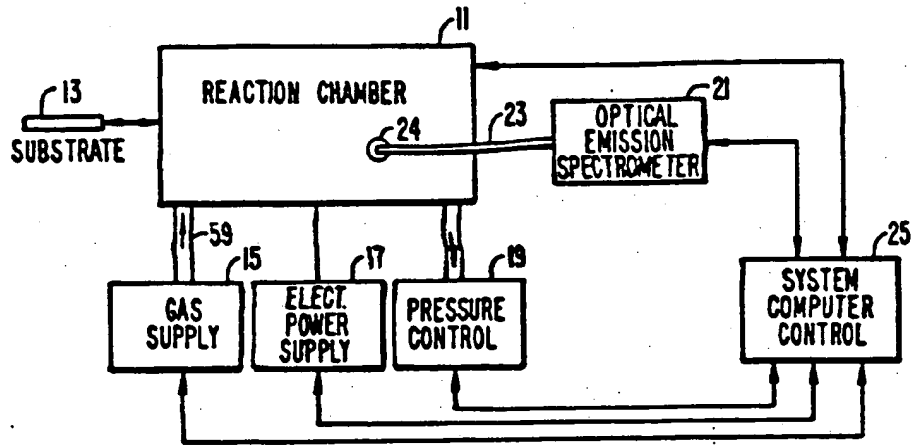 11
REACTION CHAMBER
13
SUBSTRATE
24
23
21
OPTICAL
EMISSION
SPECTROMETER
59
15
GAS
SUPPLY
17
ELECT.
POWER
SUPPLY
19
PRESSURE
CONTROL
25
SYSTEM
COMPUTER
CONTROL